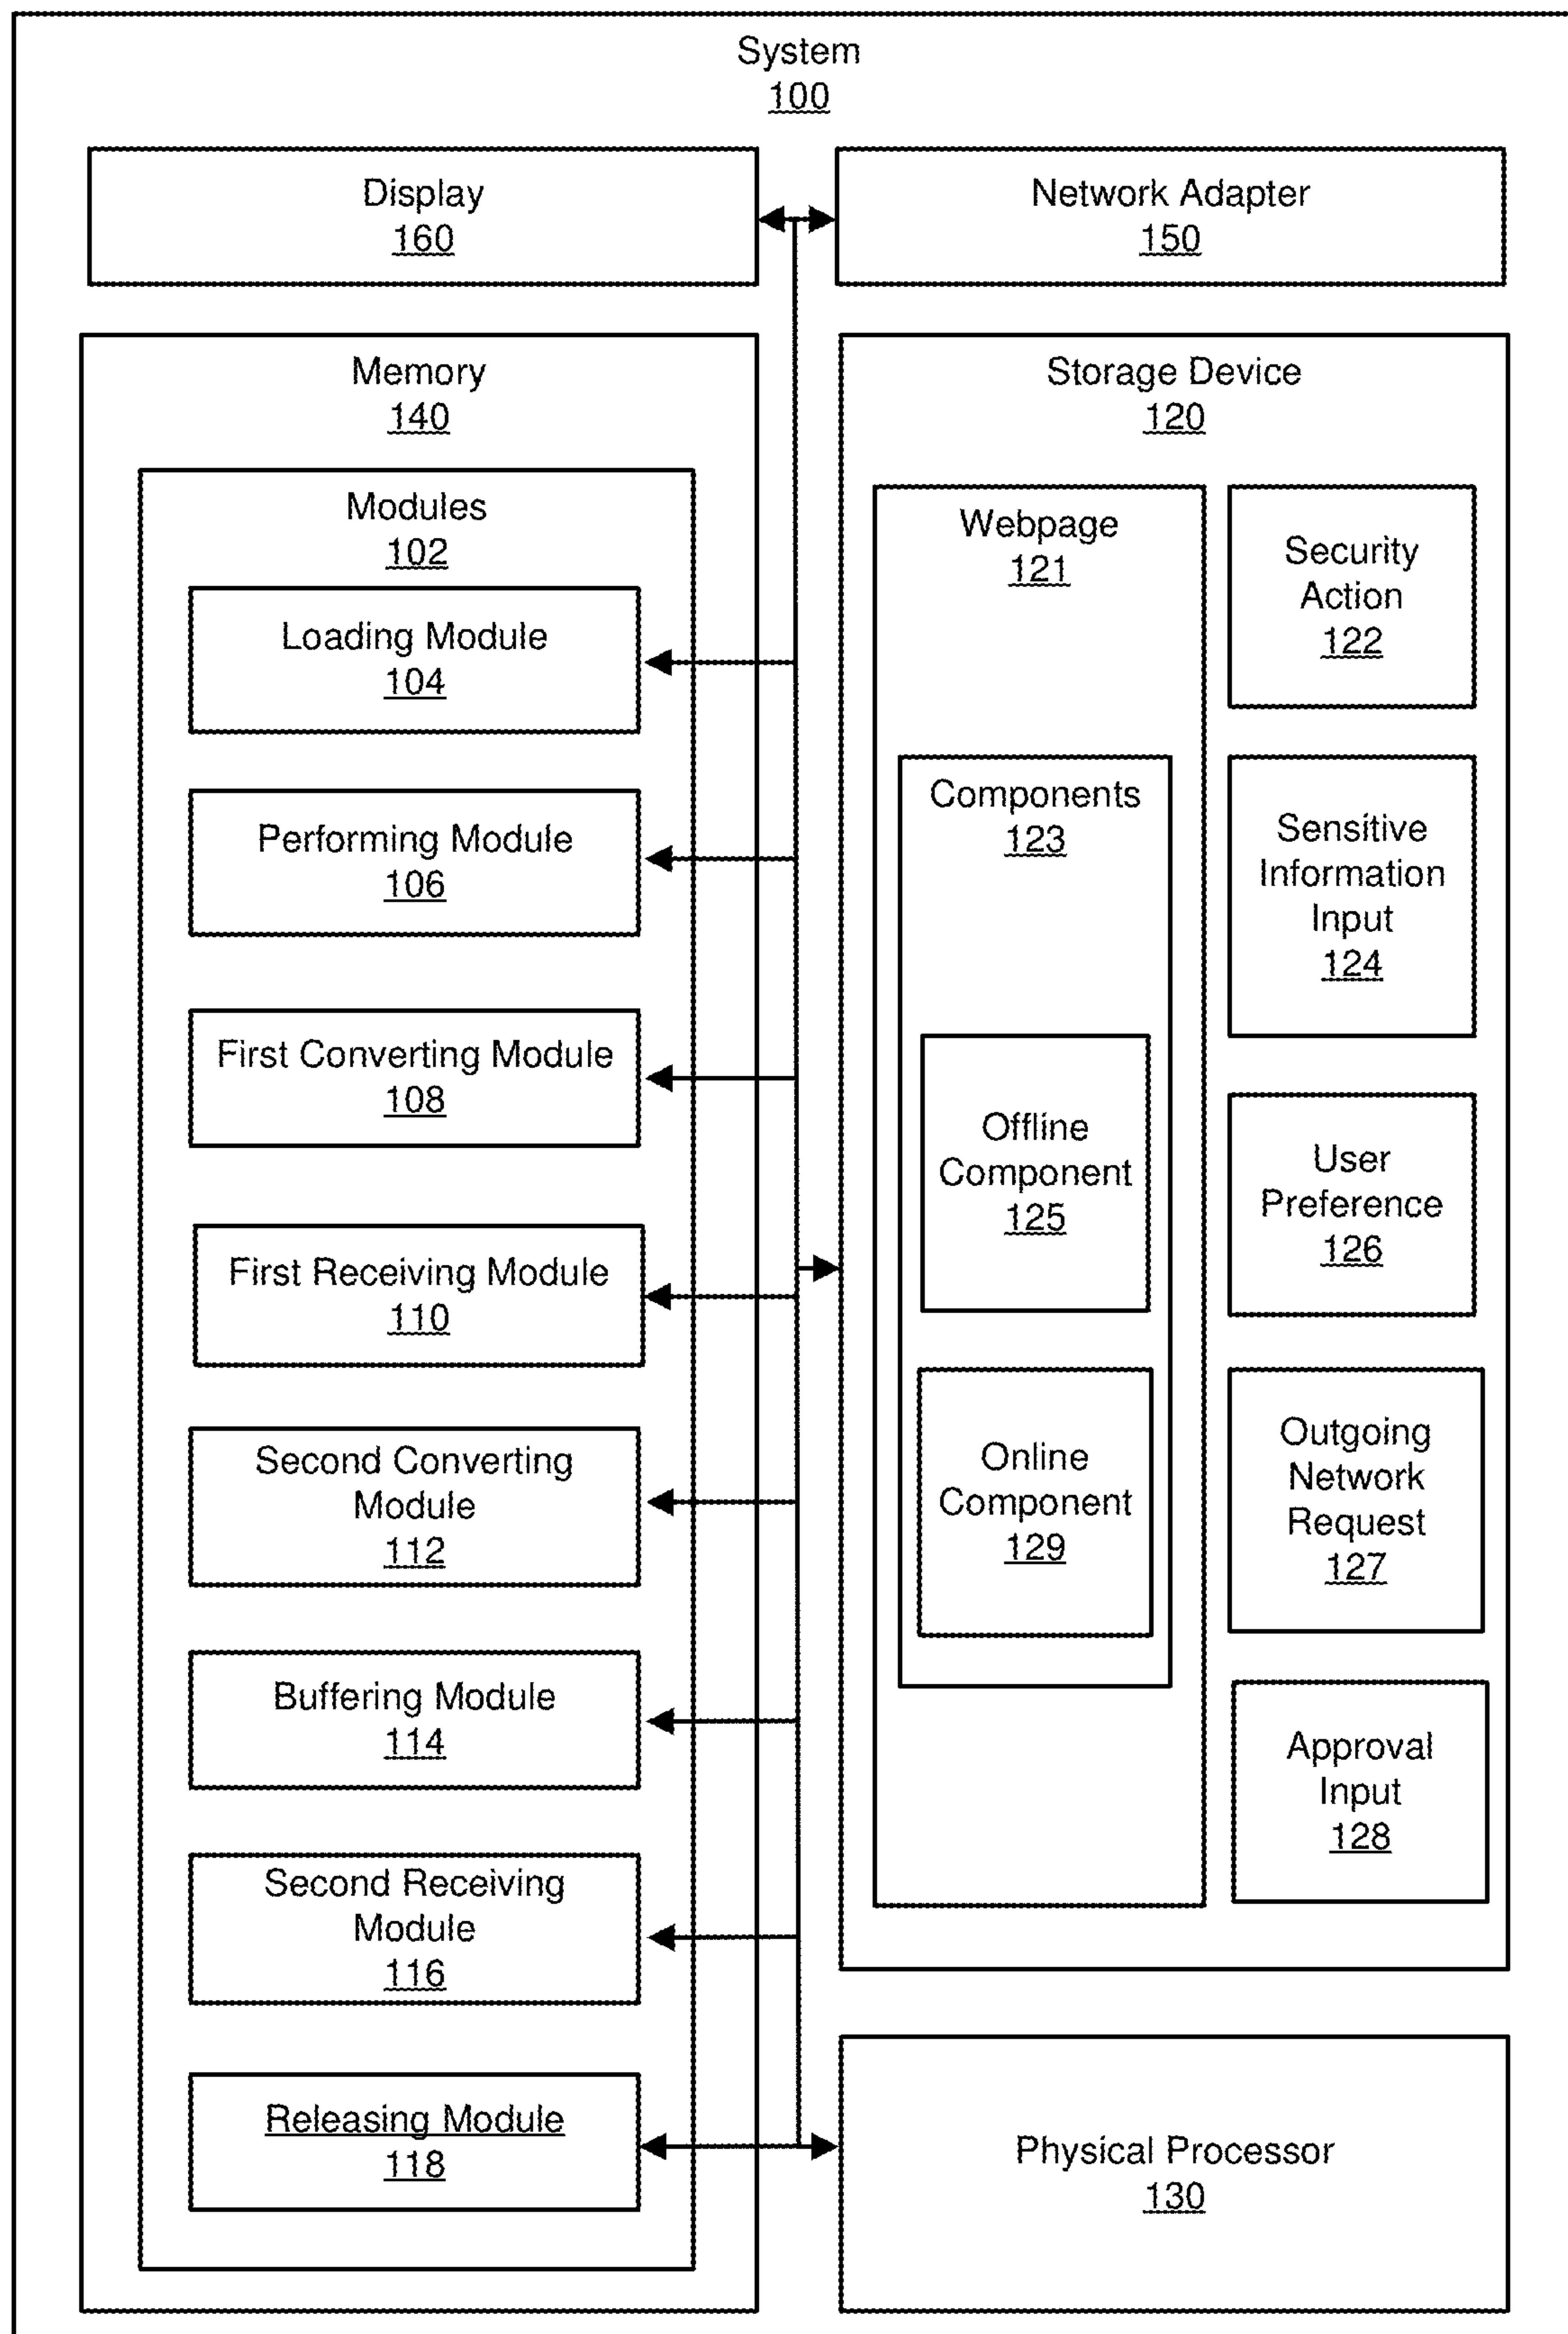 System
100
Display
160
Network Adapter
150
Memory
140
Modules
102
Loading Module
104
Performing Module
106
First Converting Module
108
First Receiving Module
110
Second Converting
Module
112
Buffering Module
114
Second Receiving
Module
116
Releasing Module
118
Storage Device
120
Webpage
121
Components
123
Offline
Component
125
Online
Component
129
Security
Action
122
Sensitive
Information
Input
124
User
Preference
126
Outgoing
Network
Request
127
Approval
Input
128
Physical Processor
130